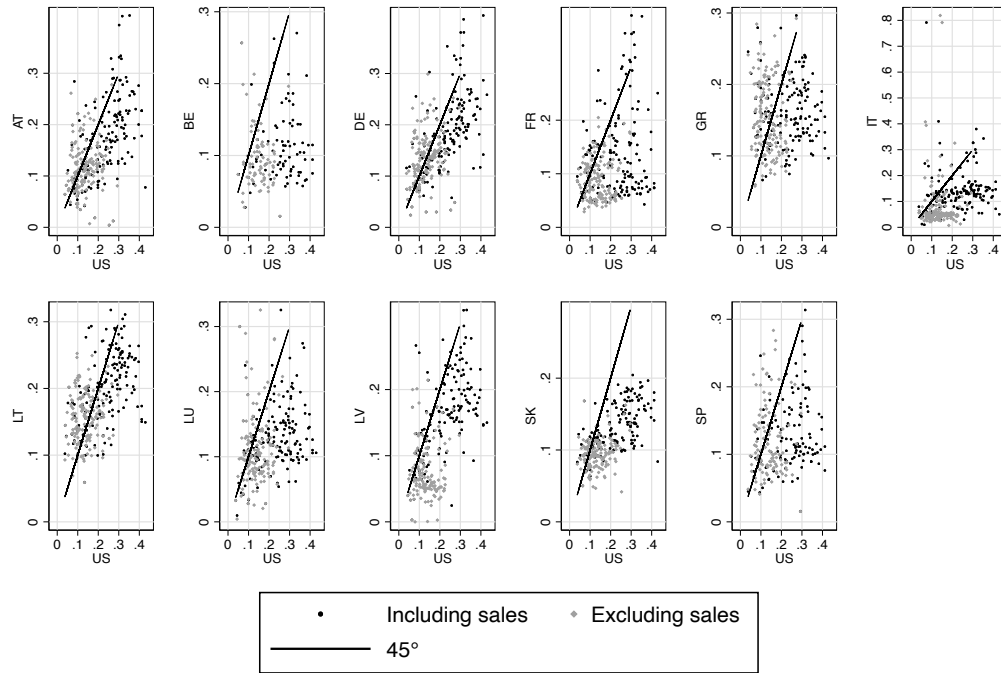 AT
0 .1 .2 .3
0 .1 .2 .3 .4
US
BE
0 .1 .2 .3
0 .1 .2 .3 .4
US
DE
0 .1 .2 .3
0 .1 .2 .3 .4
US
FR
0 .1 .2
0 .1 .2 .3 .4
US
GR
0 .1 .2 .3
0 .1 .2 .3 .4
US
IT
0 .1 .2 .3 .4 .5 .6 .7 .8
0 .1 .2 .3 .4
US
LT
0 .1 .2 .3
0 .1 .2 .3 .4
US
LU
0 .1 .2 .3
0 .1 .2 .3 .4
US
LV
0 .1 .2 .3
0 .1 .2 .3 .4
US
SK
0 .1 .2
0 .1 .2 .3 .4
US
SP
0 .1 .2 .3
0 .1 .2 .3 .4
US
Including sales Excluding sales
45°